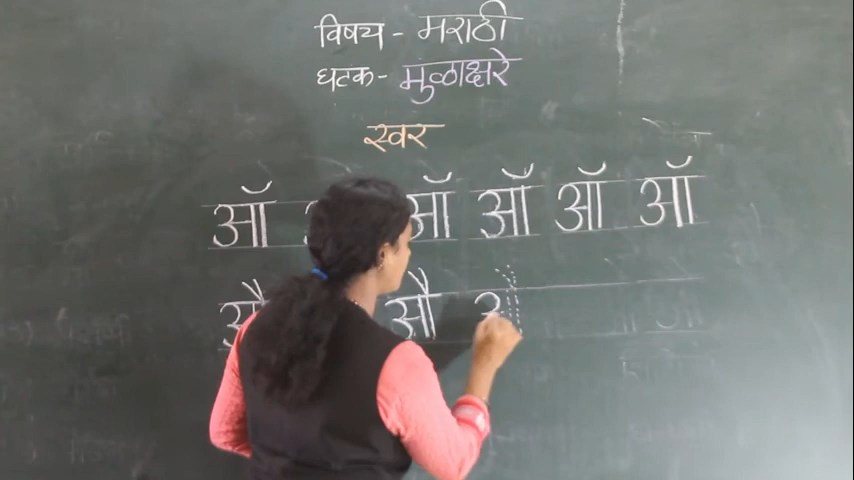 विषय - मराठी
घटक - मुळाक्षरे
स्वर
ऑ ऑ ऑ ऑ ऑ
औ औ